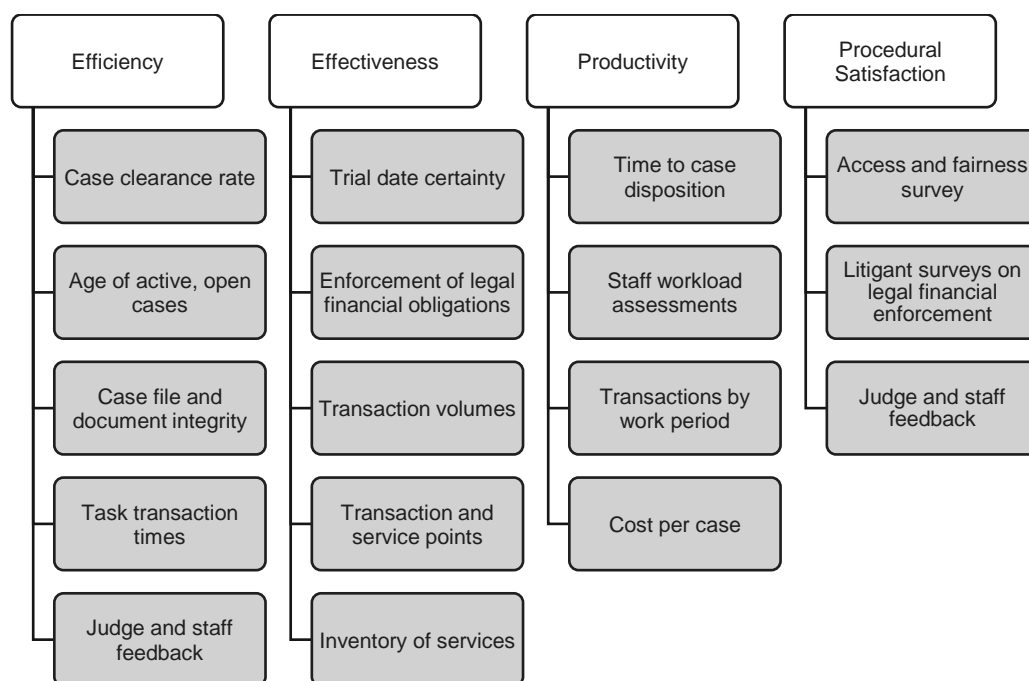 Efficiency
Case clearance rate
Age of active, open
cases
Case file and
document integrity
Task transaction
times
Judge and staff
feedback
Effectiveness
Trial date certainty
Enforcement of legal
financial obligations
Transaction volumes
Transaction and
service points
Inventory of services
Productivity
Time to case
disposition
Staff workload
assessments
Transactions by
work period
Cost per case
Procedural
Satisfaction
Access and fairness
survey
Litigant surveys on
legal financial
enforcement
Judge and staff
feedback